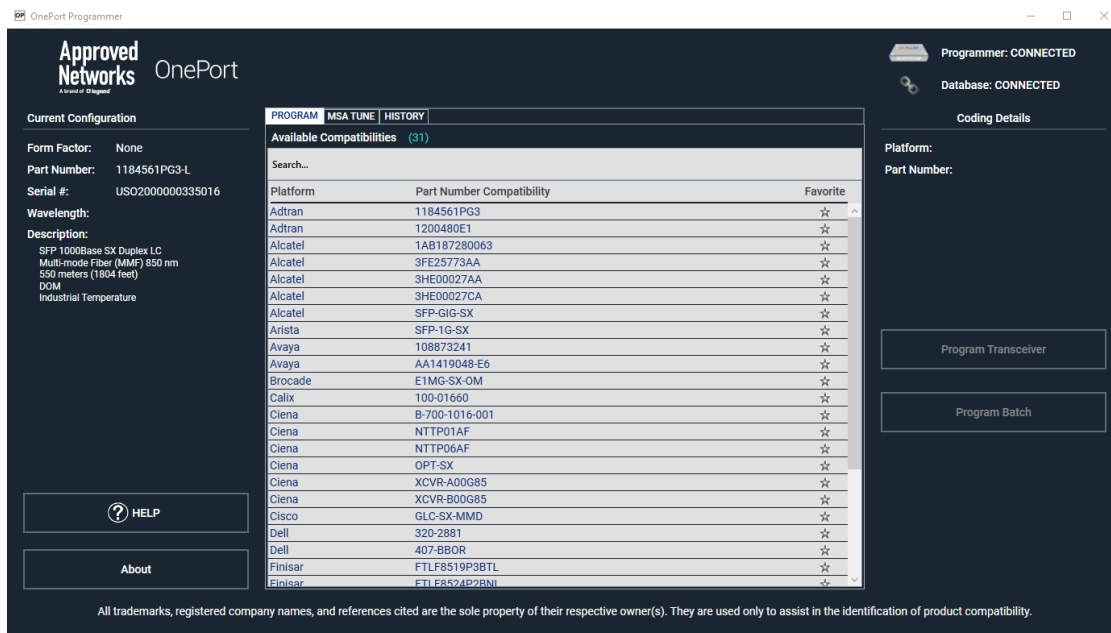 OP OnePort Programmer
Approved
Networks OnePort
A brand of legrand
Programmer: CONNECTED
Database: CONNECTED
Current Configuration
Form Factor: None
Part Number: 1184561PG3-L
Serial #: USO2000000335016
Wavelength:
Description:
SFP 1000Base SX Duplex LC
Multi-mode Fiber (MMF) 850 nm
550 meters (1804 feet)
DOM
Industrial Temperature
? HELP
About
PROGRAM MSA TUNE HISTORY
Available Compatibilities (31)
Search...
Platform Part Number Compatibility Favorite
Adtran 1184561PG3
Adtran 1200480E1
Alcatel 1AB187280063
Alcatel 3FE25773AA
Alcatel 3HE00027AA
Alcatel 3HE00027CA
Alcatel SFP-GIG-SX
Arista SFP-1G-SX
Avaya 108873241
Avaya AA1419048-E6
Brocade E1MG-SX-OM
Calix 100-01660
Ciena B-700-1016-001
Ciena NTTP01AF
Ciena NTTP06AF
Ciena OPT-SX
Ciena XCVR-A00G85
Ciena XCVR-B00G85
Cisco GLC-SX-MMD
Dell 320-2881
Dell 407-BBOR
Finisar FTLF8519P3BTL
Finisar FTLF8524P2BNL
Coding Details
Platform:
Part Number:
Program Transceiver
Program Batch
All trademarks, registered company names, and references cited are the sole property of their respective owner(s). They are used only to assist in the identification of product compatibility.